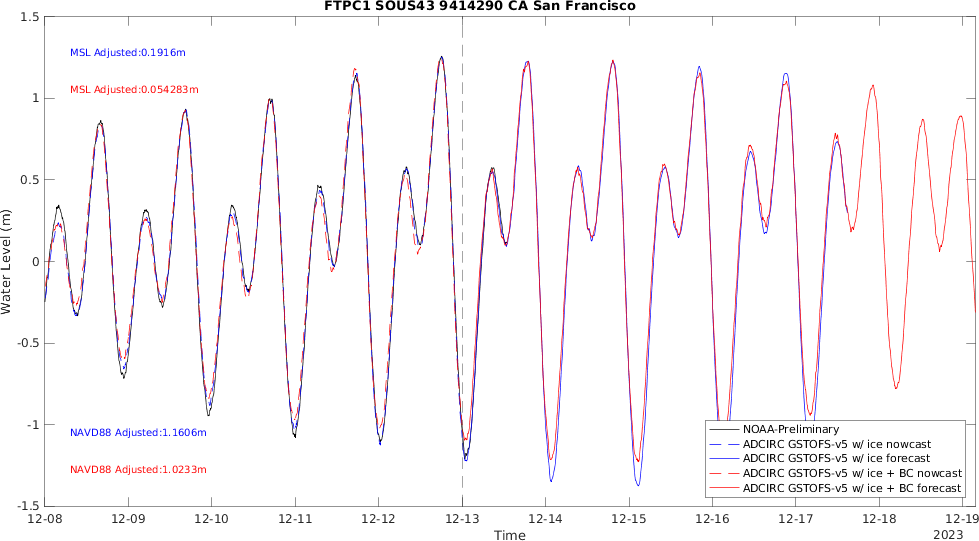 FTPC1 SOUS43 9414290 CA San Francisco
1.5
1
0.5
0
-0.5
-1
-1.5
Water Level (m)
MSL Adjusted:0.1916m
MSL Adjusted:0.054283m
NAVD88 Adjusted:1.1606m
NAVD88 Adjusted:1.0233m
NOAA-Preliminary
ADCIRC GSTOFS-v5 w/ ice nowcast
ADCIRC GSTOFS-v5 w/ ice forecast
ADCIRC GSTOFS-v5 w/ ice + BC nowcast
ADCIRC GSTOFS-v5 w/ ice + BC forecast
12-08 12-09 12-10 12-11 12-12 12-13 12-14 12-15 12-16 12-17 12-18 12-19
Time
2023